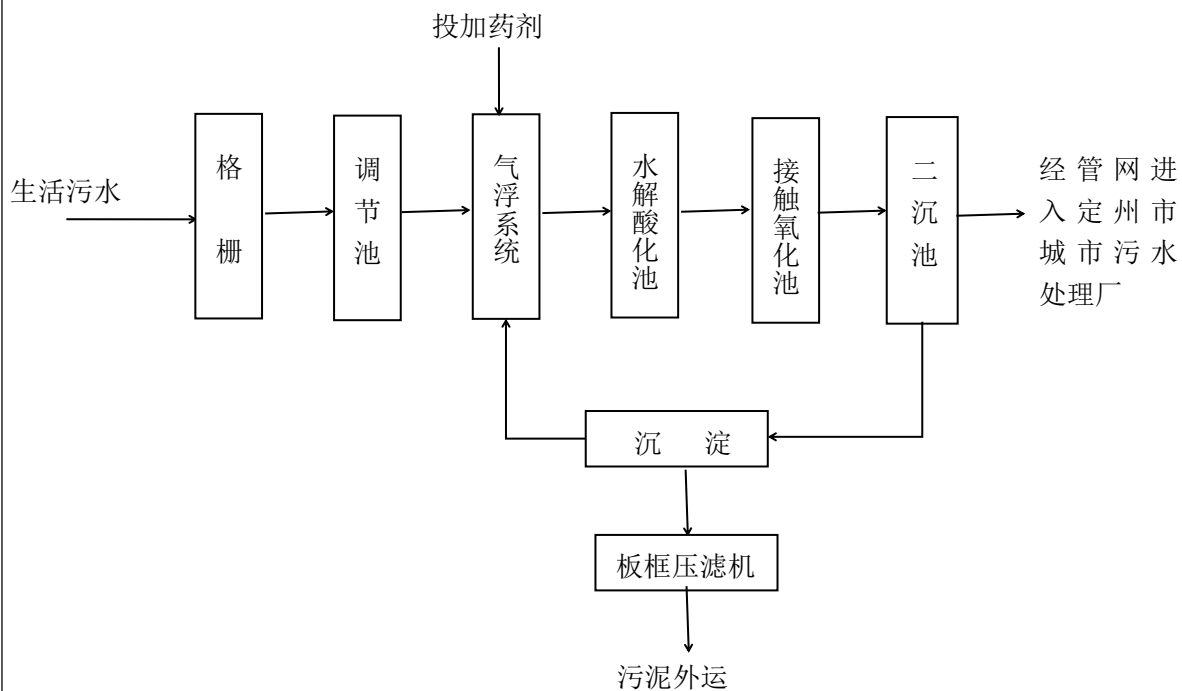 投加药剂
生活污水
格栅
调节池
气浮系统
水解酸化池
接触氧化池
二沉池
经管网进
入定州市
城市污水
处理厂
沉 淀
板框压滤机
污泥外运